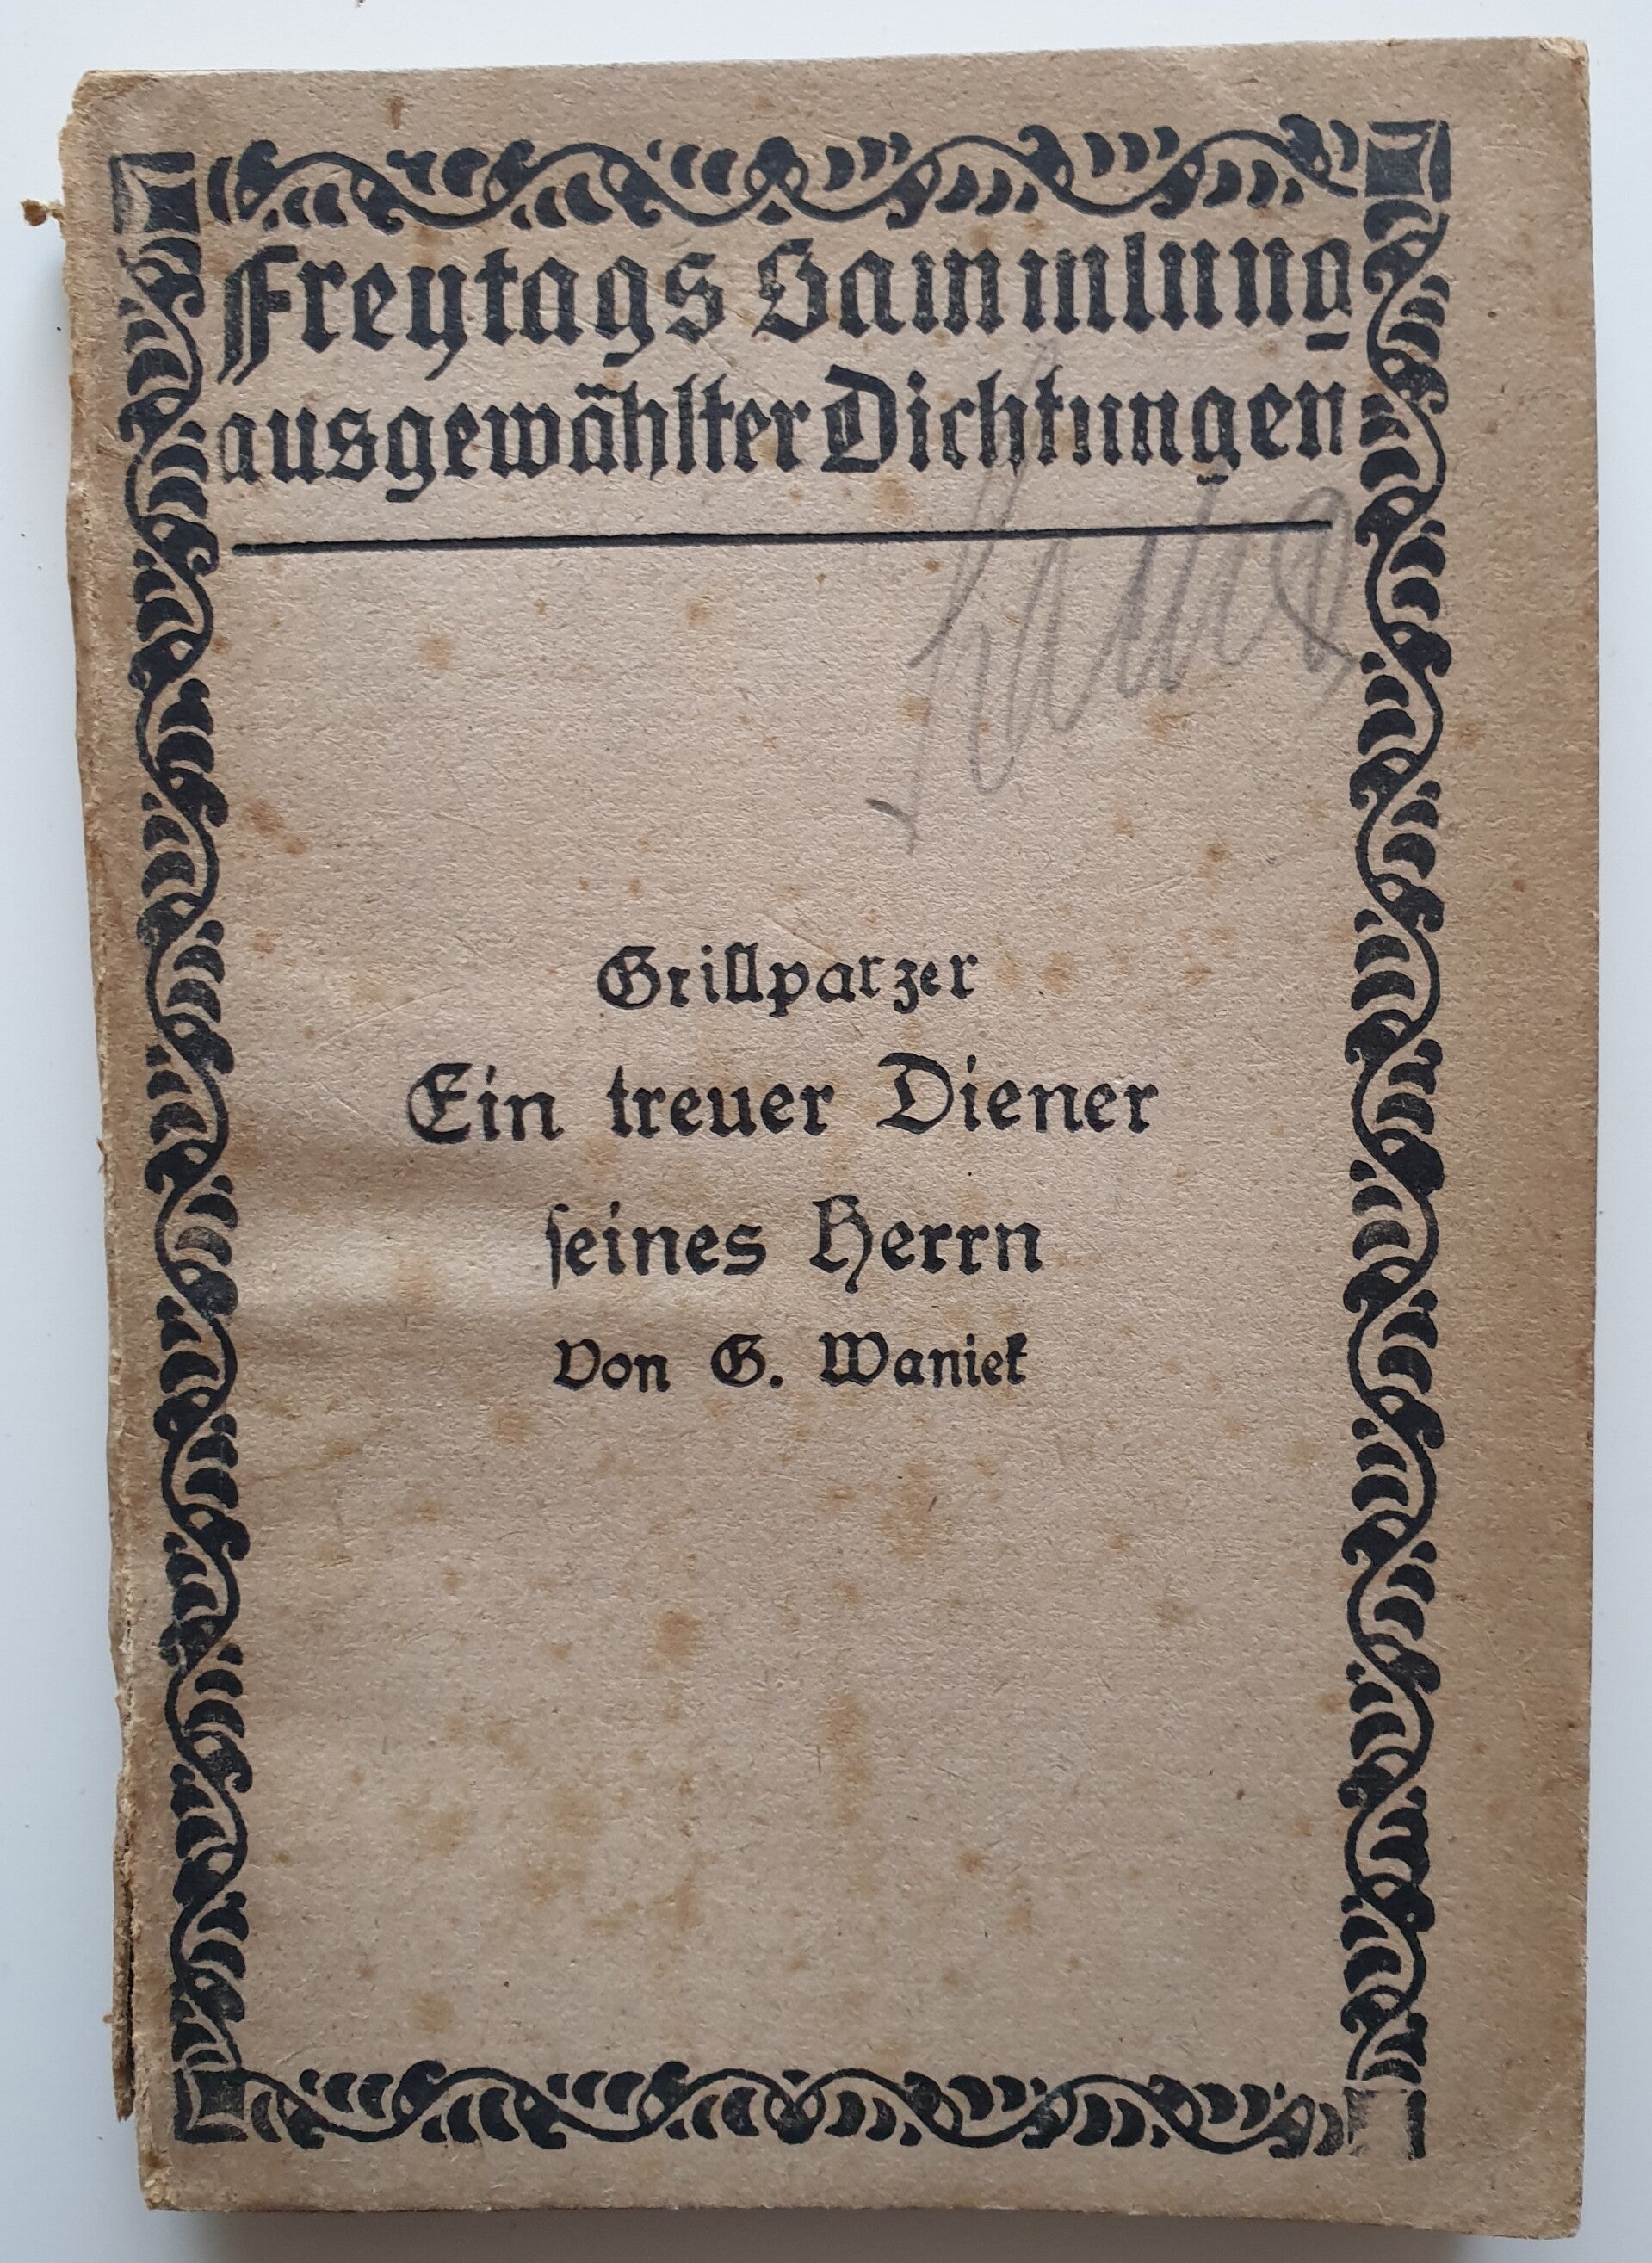 Freytags Sammlung
ausgewählter Dichtungen
Grillparzer
Ein treuer Diener
seines Herrn
Von G. Waniek